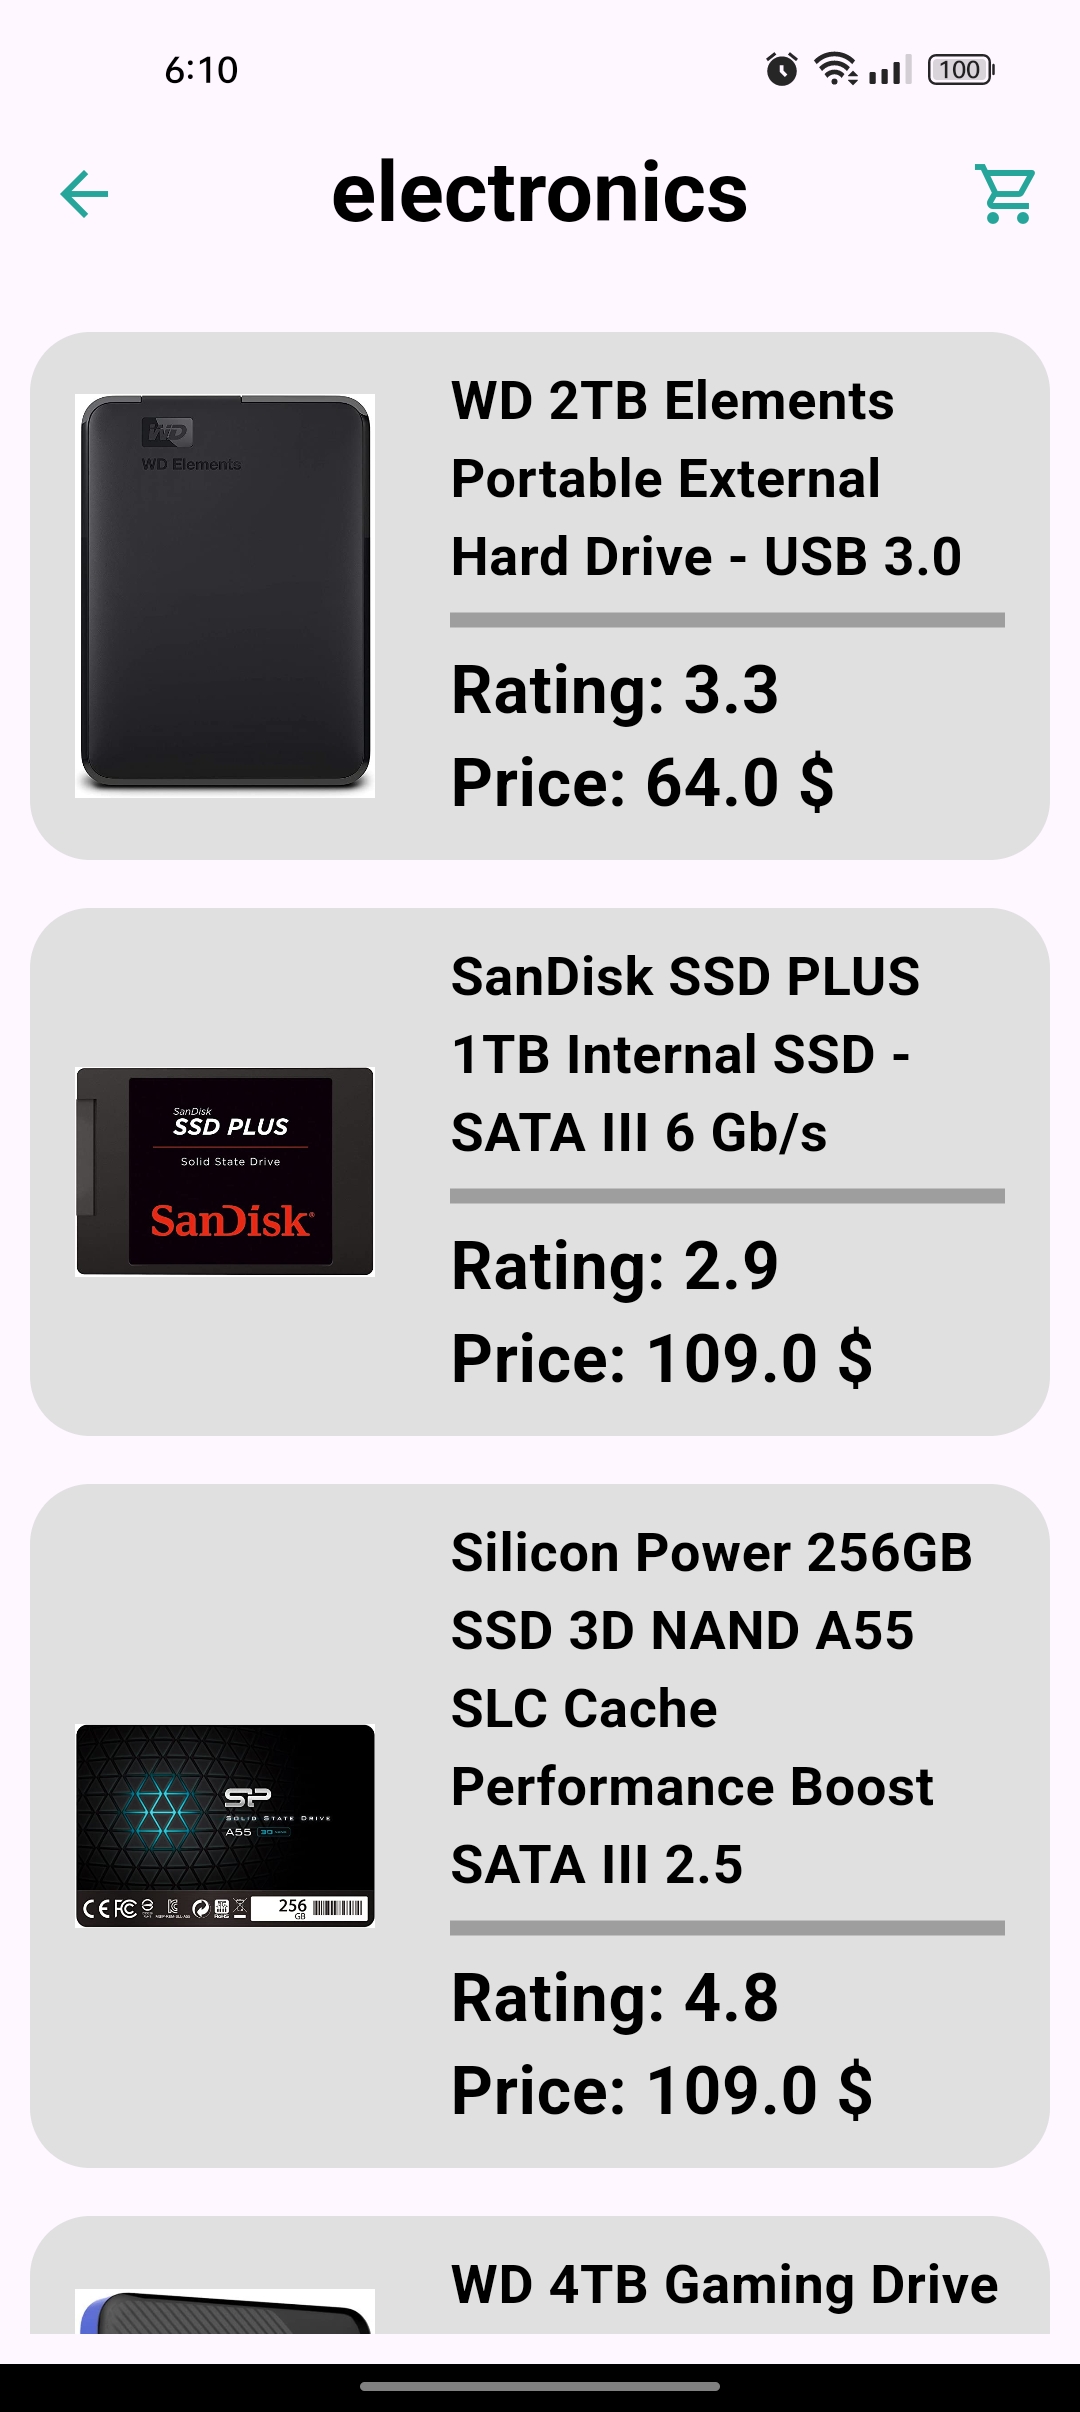 6:10
100
electronics
WD
WD Elements
WD 2TB Elements
Portable External
Hard Drive - USB 3.0
Rating: 3.3
Price: 64.0 $
SanDisk
SSD PLUS
Solid State Drive
SanDisk
SanDisk SSD PLUS
1TB Internal SSD -
SATA III 6 Gb/s
Rating: 2.9
Price: 109.0 $
SP
SOLID STATE DRIVE
A55
256
GB
Silicon Power 256GB
SSD 3D NAND A55
SLC Cache
Performance Boost
SATA III 2.5
Rating: 4.8
Price: 109.0 $
WD 4TB Gaming Drive